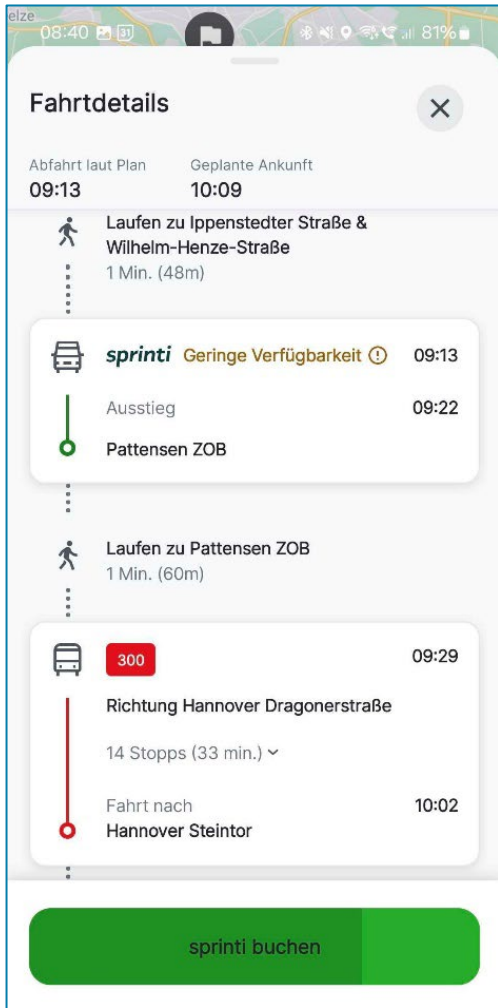 elze
08:40 31 81%
Fahrtdetails
Abfahrt laut Plan Geplante Ankunft
09:13 10:09
Laufen zu Ippenstedter Straße &
Wilhelm-Henze-Straße
1 Min. (48m)
sprinti Geringe Verfügbarkeit 09:13
Ausstieg 09:22
Pattensen ZOB
Laufen zu Pattensen ZOB
1 Min. (60m)
300 09:29
Richtung Hannover Dragonerstraße
14 Stopps (33 min.)
Fahrt nach 10:02
Hannover Steintor
sprinti buchen